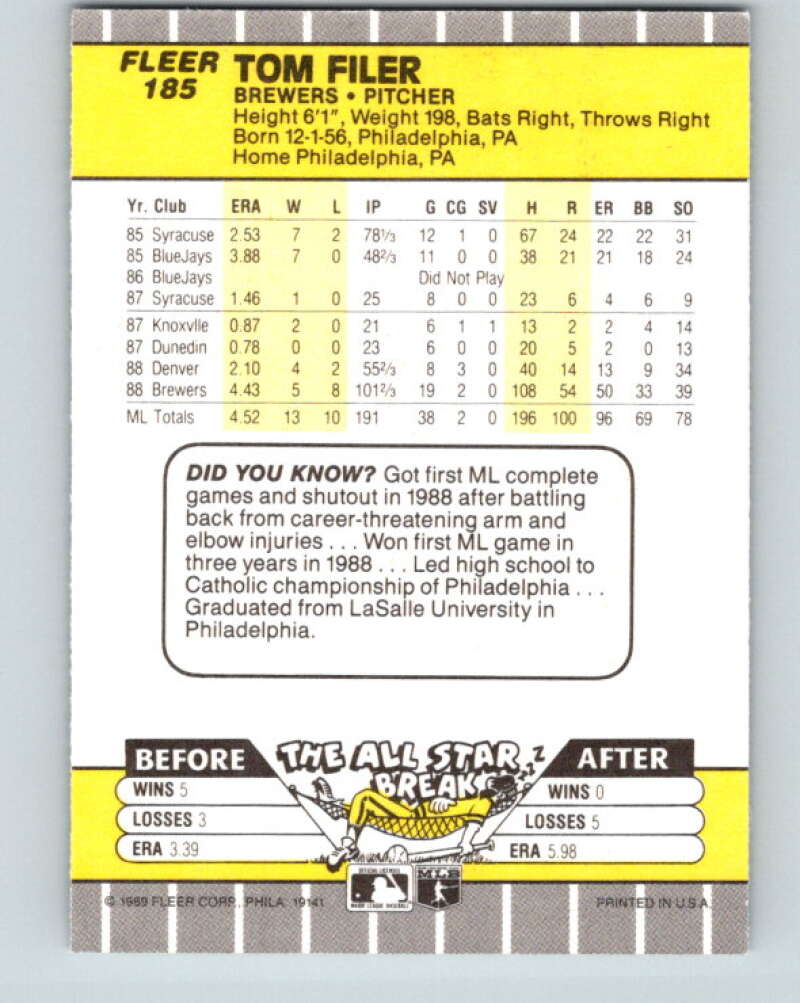 FLEER
185
TOM FILER
BREWERS • PITCHER
Height 6'1", Weight 198, Bats Right, Throws Right
Born 12-1-56, Philadelphia, PA
Home Philadelphia, PA
Yr. Club ERA W L IP G CG SV H R ER BB SO
85 Syracuse 2.53 7 2 78⅓ 12 1 0 67 24 22 22 31
85 BlueJays 3.88 7 0 48⅔ 11 0 0 38 21 21 18 24
86 BlueJays Did Not Play
87 Syracuse 1.46 1 0 25 8 0 0 23 6 4 6 9
87 Knoxvlle 0.87 2 0 21 6 1 1 13 2 2 4 14
87 Dunedin 0.78 0 0 23 6 0 0 20 5 2 0 13
88 Denver 2.10 4 2 55⅔ 8 3 0 40 14 13 9 34
88 Brewers 4.43 5 8 101⅔ 19 2 0 108 54 50 33 39
ML Totals 4.52 13 10 191 38 2 0 196 100 96 69 78
DID YOU KNOW? Got first ML complete
games and shutout in 1988 after battling
back from career-threatening arm and
elbow injuries . . . Won first ML game in
three years in 1988 . . . Led high school to
Catholic championship of Philadelphia . . .
Graduated from LaSalle University in
Philadelphia.
BEFORE THE ALL STAR BREAK AFTER
ZZZ
WINS 5 WINS 0
LOSSES 3 LOSSES 5
ERA 3.39 ERA 5.98
OFFICIAL LICENSEE
MAJOR LEAGUE BASEBALL
MLB
© 1989 FLEER CORP., PHILA. 19141 PRINTED IN U.S.A.